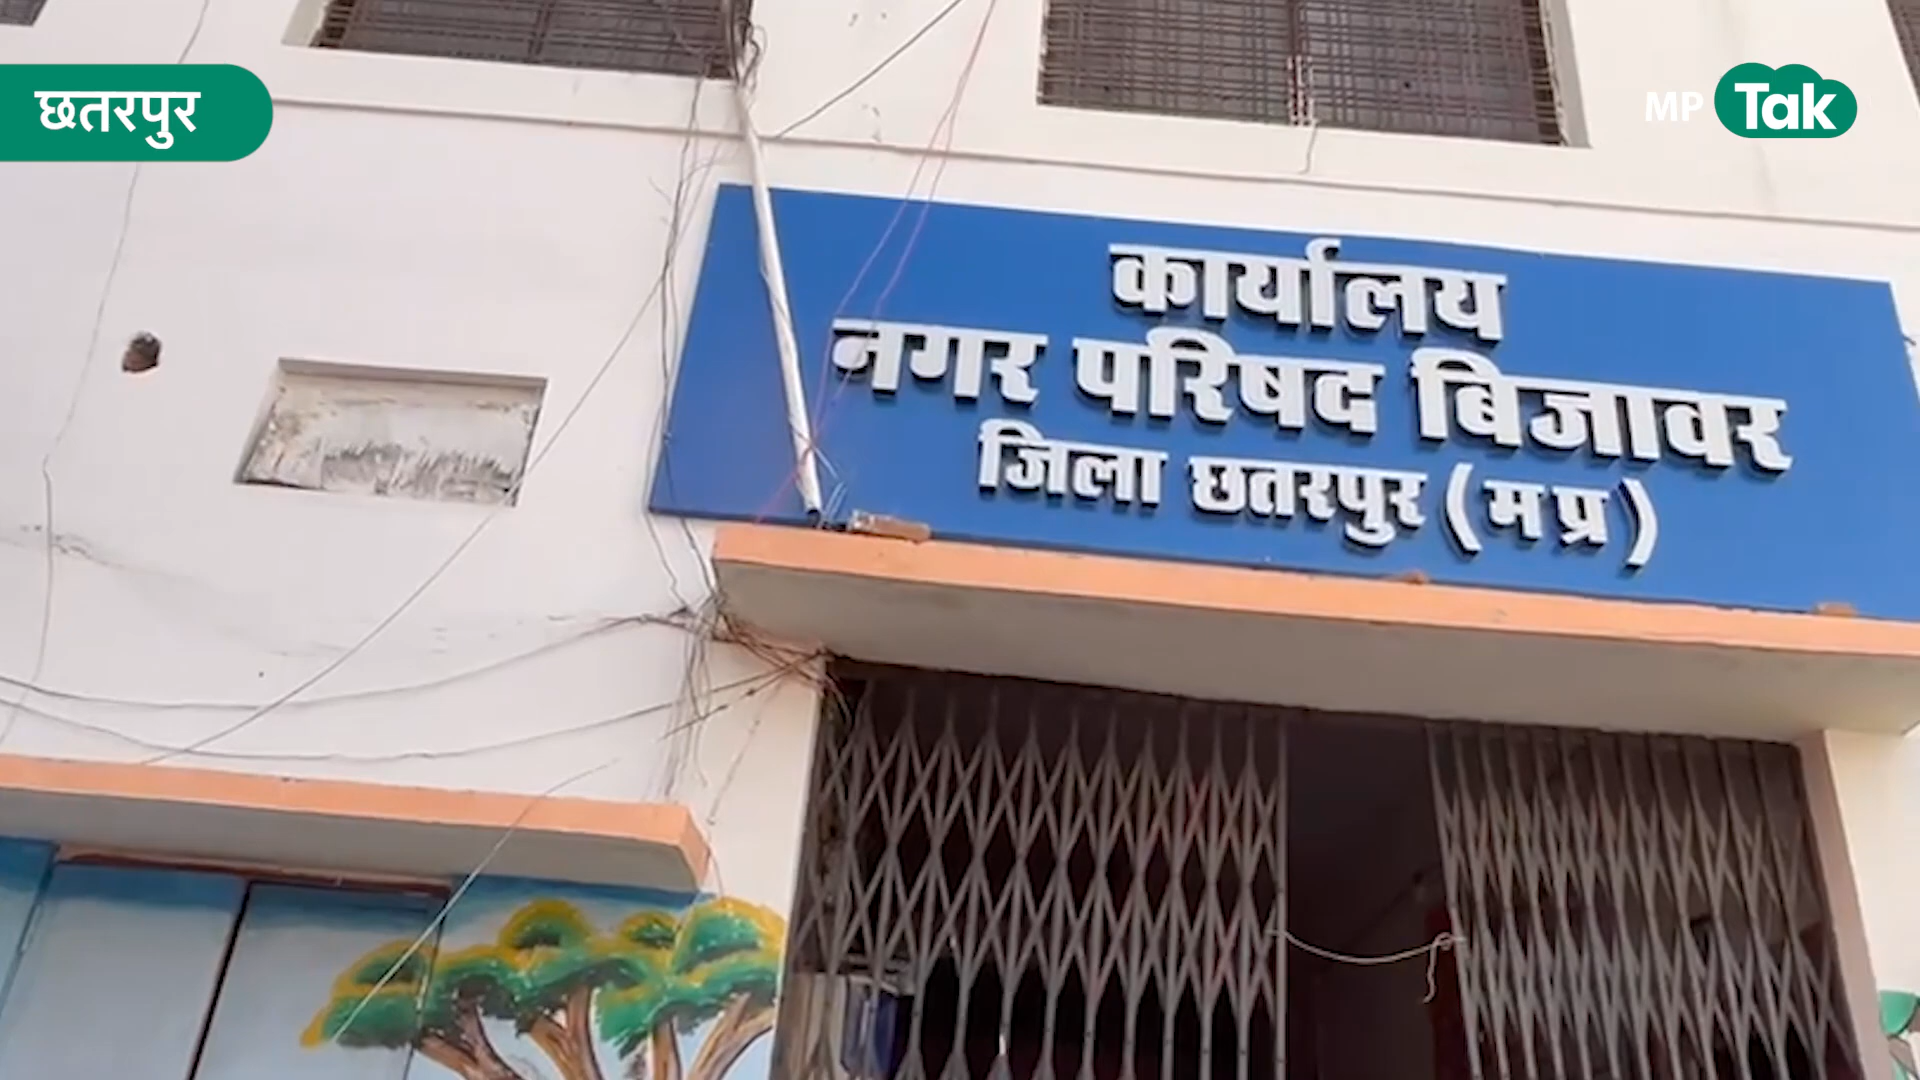 छतरपुर
MP Tak
कार्यालय
नगर परिषद बिजावर
जिला छतरपुर (म प्र)